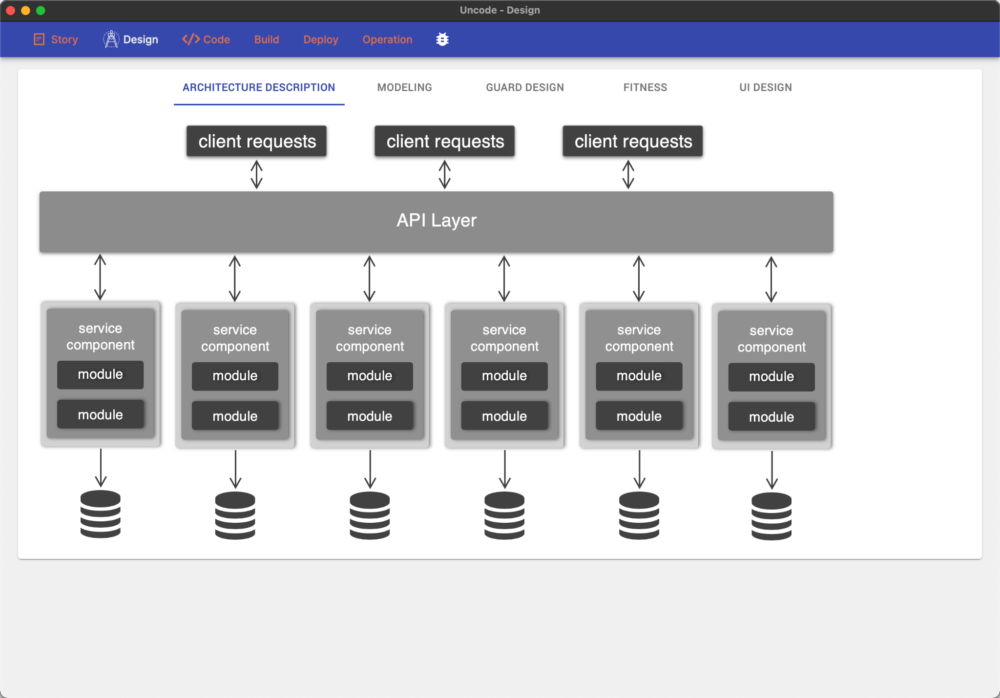 Uncode - Design
Story Design </> Code Build Deploy Operation
ARCHITECTURE DESCRIPTION MODELING GUARD DESIGN FITNESS UI DESIGN
client requests client requests client requests
API Layer
service service service service service service
component component component component component component
module module module module module module
module module module module module module